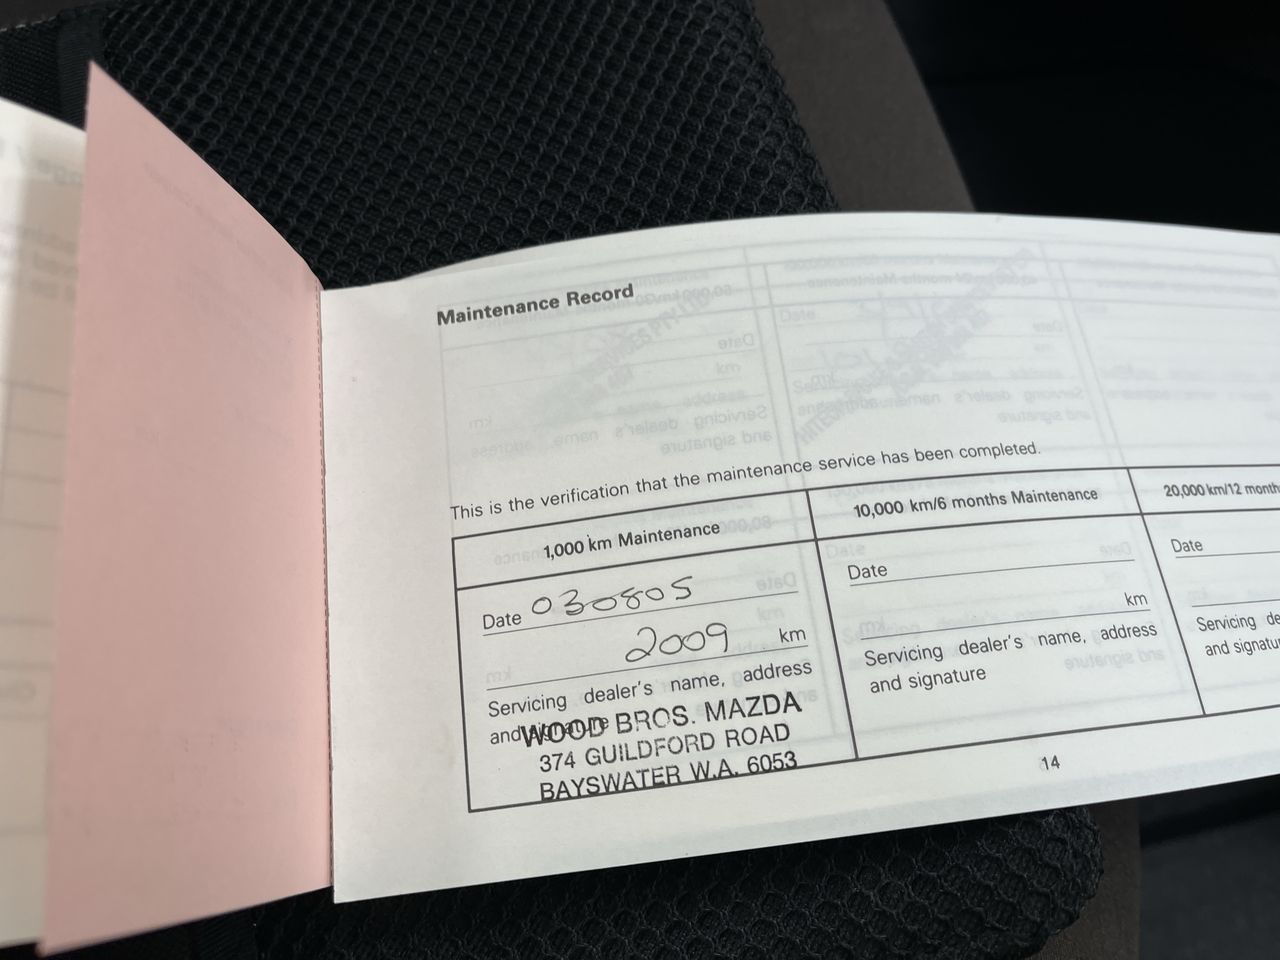 Maintenance Record
This is the verification that the maintenance service has been completed.
1,000 km Maintenance
Date 030805
2009 km
Servicing dealer's name, address
and signature
WOOD BROS. MAZDA
374 GUILDFORD ROAD
BAYSWATER W.A. 6053
10,000 km/6 months Maintenance
Date
km
Servicing dealer's name, address
and signature
20,000 km/12
Date
Servicing
and
14